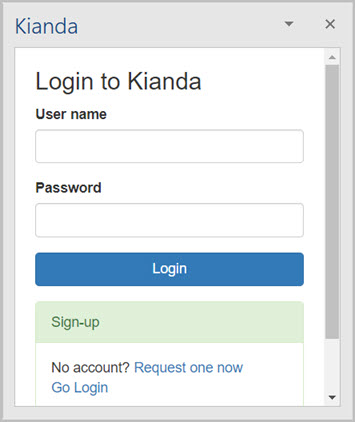 Kianda
Login to Kianda
User name
Password
Login
Sign-up
No account? Request one now
Go Login